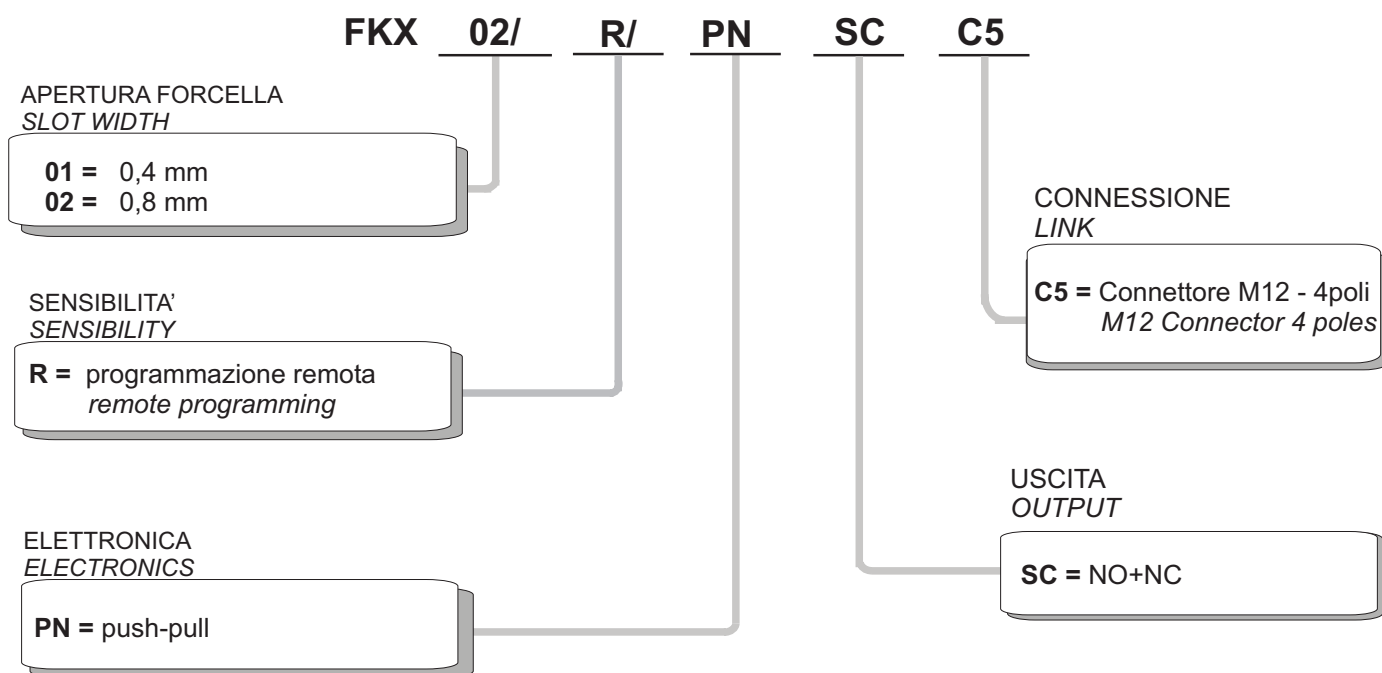 FKX 02/ R/ PN SC C5
APERTURA FORCELLA
SLOT WIDTH
01 = 0,4 mm
02 = 0,8 mm
CONNESSIONE
LINK
C5 = Connettore M12 - 4poli
M12 Connector 4 poles
SENSIBILITA'
SENSIBILITY
R = programmazione remota
remote programming
USCITA
OUTPUT
SC = NO+NC
ELETTRONICA
ELECTRONICS
PN = push-pull